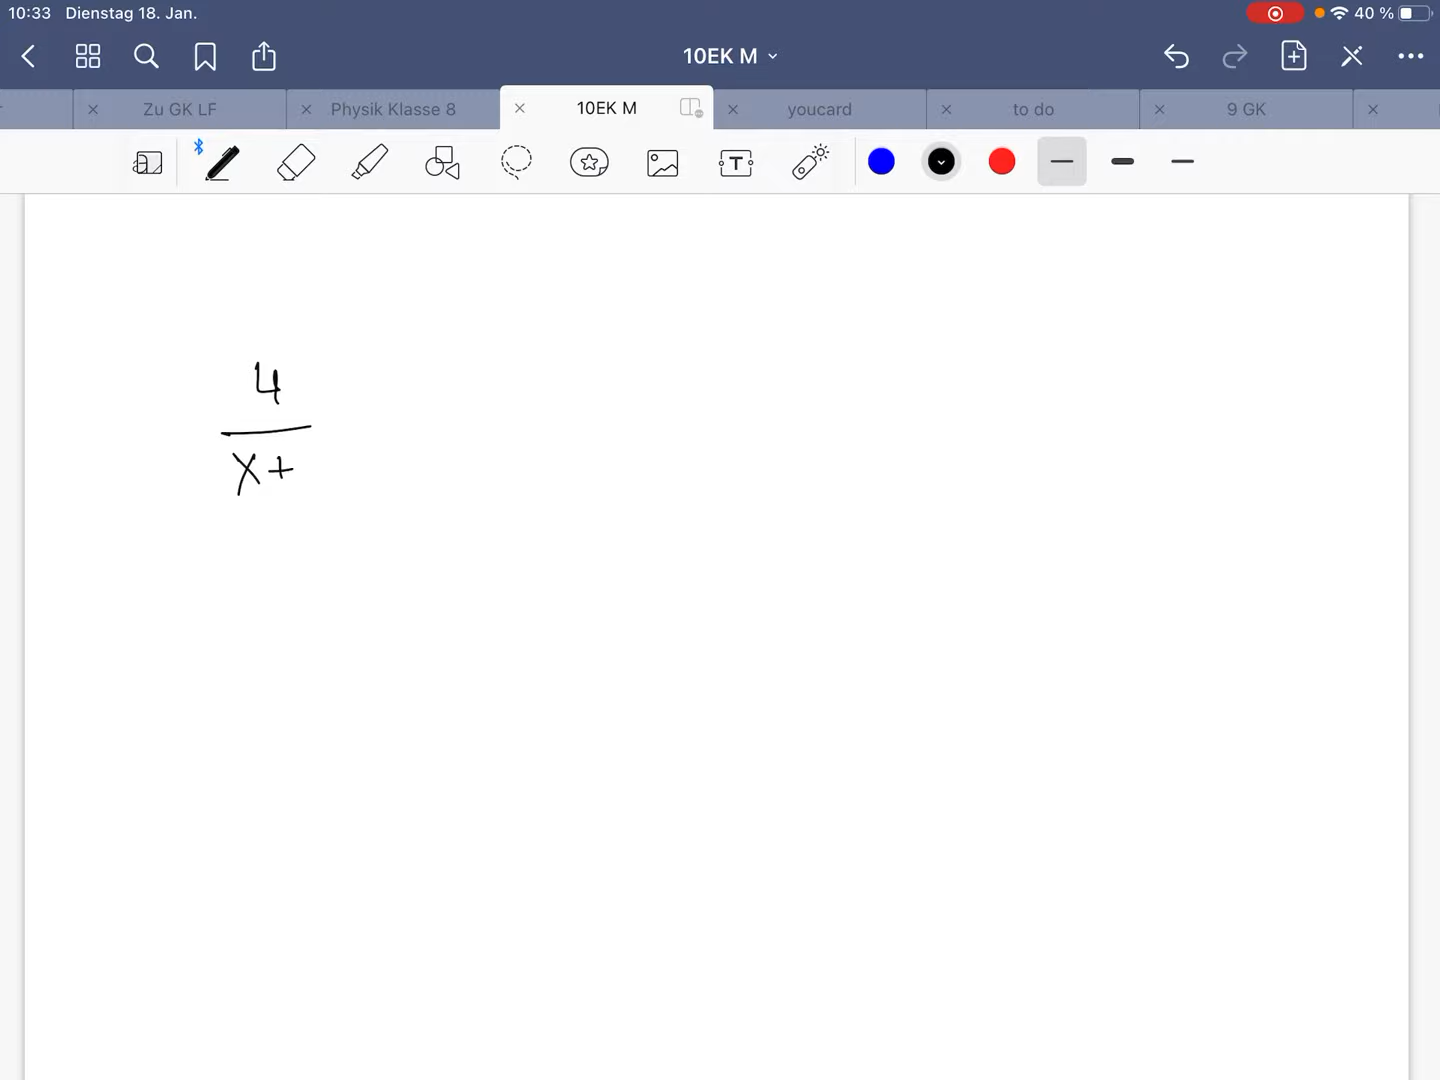 10:33 Dienstag 18. Jan. 40 %
10EK M
Zu GK LF Physik Klasse 8 10EK M youcard to do 9 GK
4
x+